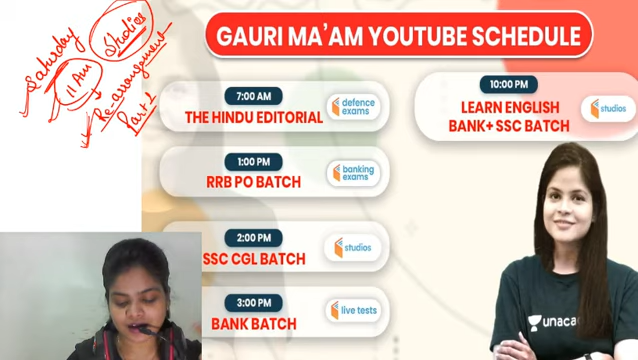 GAURI MA'AM YOUTUBE SCHEDULE
Saturday
Studios
11 Am
Re-arrangement
Part 2
7:00 AM
THE HINDU EDITORIAL
defence
exams
1:00 PM
RRB PO BATCH
banking
exams
2:00 PM
SSC CGL BATCH
studios
3:00 PM
BANK BATCH
live tests
10:00 PM
LEARN ENGLISH
BANK+ SSC BATCH
studios
unaca